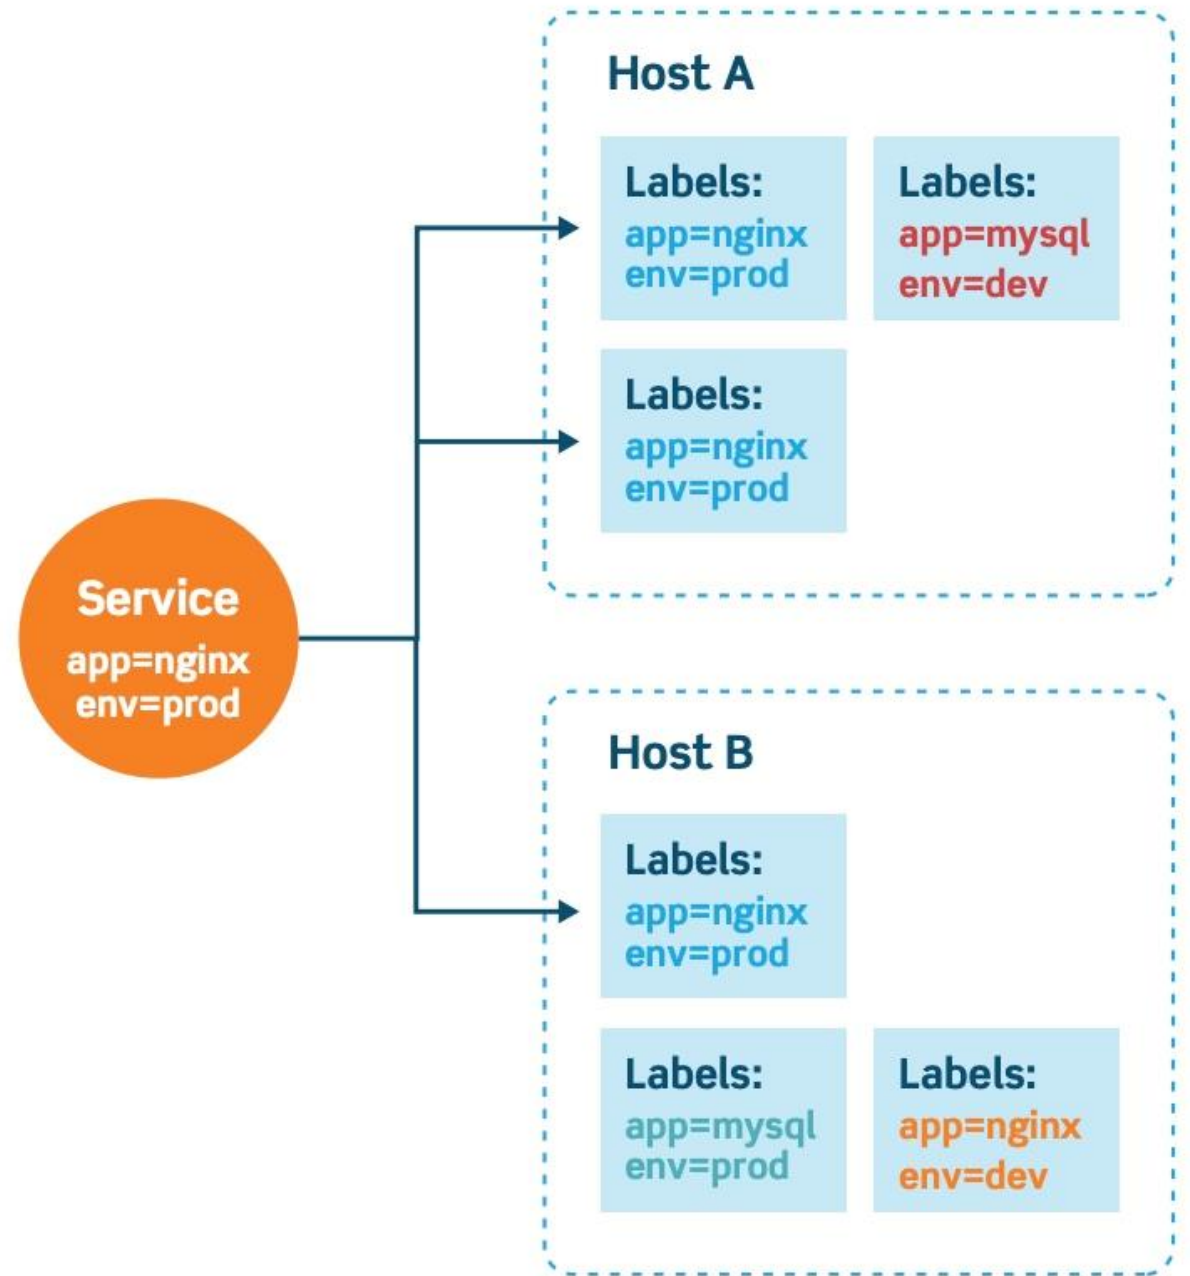 Host A
Labels:
app=nginx
env=prod
Labels:
app=mysql
env=dev
Labels:
app=nginx
env=prod
Service
app=nginx
env=prod
Host B
Labels:
app=nginx
env=prod
Labels:
app=mysql
env=prod
Labels:
app=nginx
env=dev